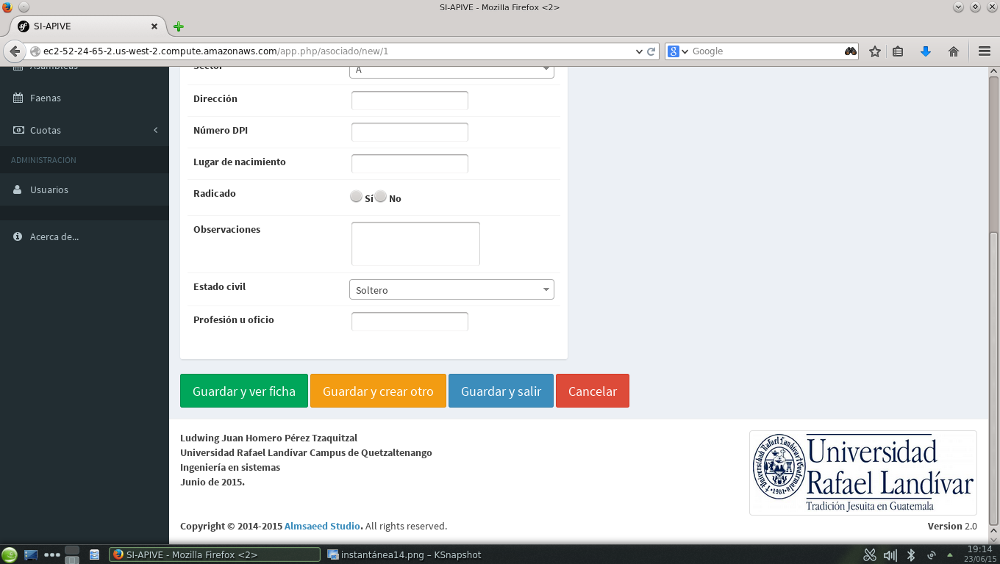 SI-APIVE - Mozilla Firefox <2>
SI-APIVE
ec2-52-24-65-2.us-west-2.compute.amazonaws.com/app.php/asociado/new/1
Google
Asambleas
Faenas
Cuotas
ADMINISTRACIÓN
Usuarios
Acerca de...
Sector A
Dirección
Número DPI
Lugar de nacimiento
Radicado Sí No
Observaciones
Estado civil Soltero
Profesión u oficio
Guardar y ver ficha Guardar y crear otro Guardar y salir Cancelar
Ludwing Juan Homero Pérez Tzaquitzal
Universidad Rafael Landívar Campus de Quetzaltenango
Ingeniería en sistemas
Junio de 2015.
Universidad
Rafael Landívar
Tradición Jesuita en Guatemala
Copyright © 2014-2015 Almsaeed Studio. All rights reserved.
Version 2.0
SI-APIVE - Mozilla Firefox <2>
instantánea14.png – KSnapshot
19:14
23/06/15